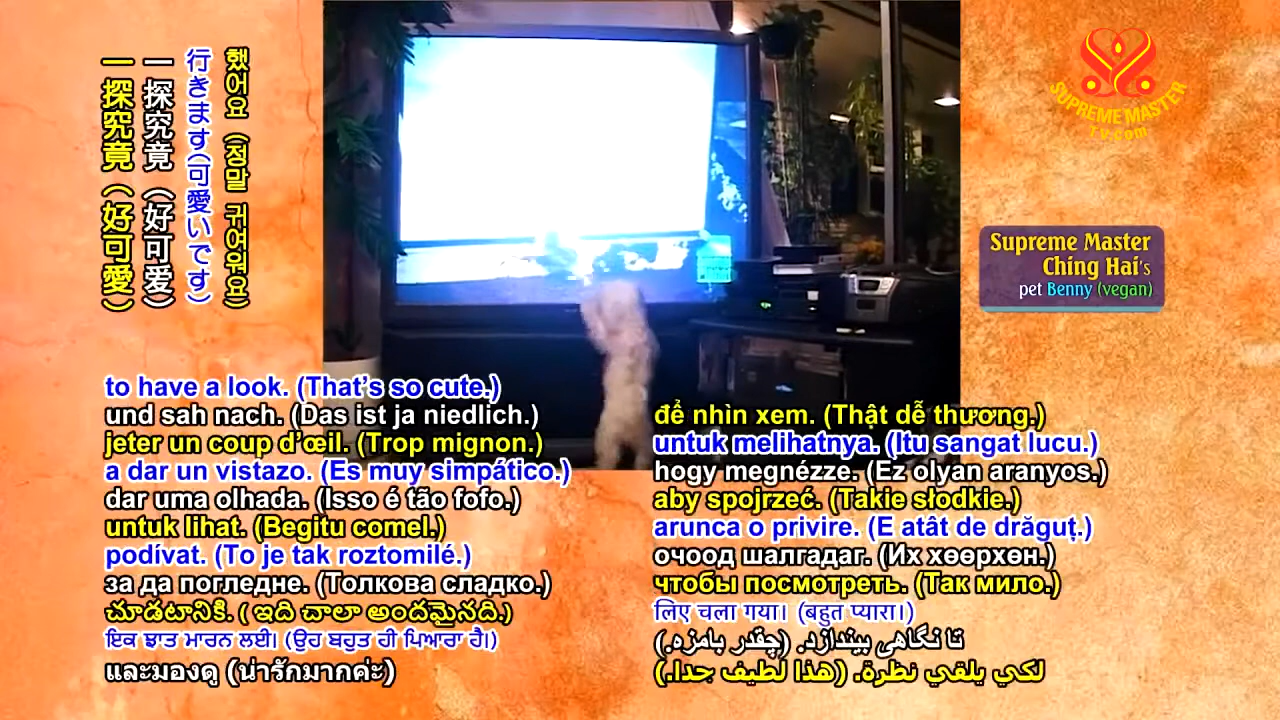 했어요 (정말 귀여워요)
行きます(可愛いです)
一探究竟（好可爱）
一探究竟（好可愛）
SUPREME MASTER
TV.com
Supreme Master
Ching Hai's
pet Benny (vegan)
to have a look. (That's so cute.)
und sah nach. (Das ist ja niedlich.)
jeter un coup d'œil. (Trop mignon.)
a dar un vistazo. (Es muy simpático.)
dar uma olhada. (Isso é tão fofo.)
untuk lihat. (Begitu comel.)
podívat. (To je tak roztomilé.)
за да погледне. (Толкова сладко.)
చూడటానికి. ( ఇది చాలా అందమైనది.)
ਇਕ ਝਾਤ ਮਾਰਨ ਲਈ। (ਉਹ ਬਹੁਤ ਹੀ ਪਿਆਰਾ ਹੈ।)
และมองดู (น่ารักมากค่ะ)
để nhìn xem. (Thật dễ thương.)
untuk melihatnya. (Itu sangat lucu.)
hogy megnézze. (Ez olyan aranyos.)
aby spojrzeć. (Takie słodkie.)
arunca o privire. (E atât de drăguț.)
очоод шалгадаг. (Их хөөрхөн.)
чтобы посмотреть. (Так мило.)
लिए चला गया। (बहुत प्यारा।)
تا نگاهی بیندازد. (چقدر بامزه.)
لكي يلقي نظرة. (هذا لطيف جدا.)